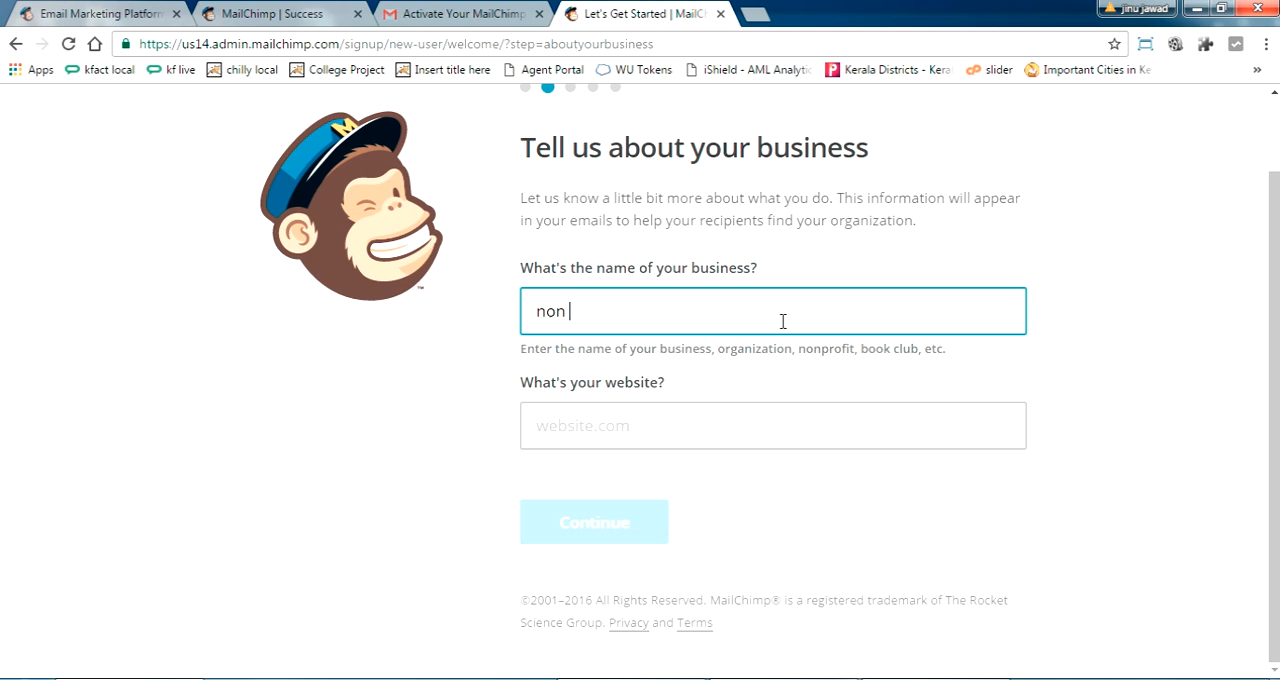 Email Marketing Platform
MailChimp | Success
Activate Your MailChimp
Let's Get Started | MailC
jinu jawad
https://us14.admin.mailchimp.com/signup/new-user/welcome/?step=aboutyourbusiness
Apps
kfact local
kf live
chilly local
College Project
Insert title here
Agent Portal
WU Tokens
iShield - AML Analytic
Kerala Districts - Kera
slider
Important Cities in Ke
Tell us about your business
Let us know a little bit more about what you do. This information will appear
in your emails to help your recipients find your organization.
What's the name of your business?
non
Enter the name of your business, organization, nonprofit, book club, etc.
What's your website?
website.com
Continue
©2001–2016 All Rights Reserved. MailChimp® is a registered trademark of The Rocket
Science Group. Privacy and Terms